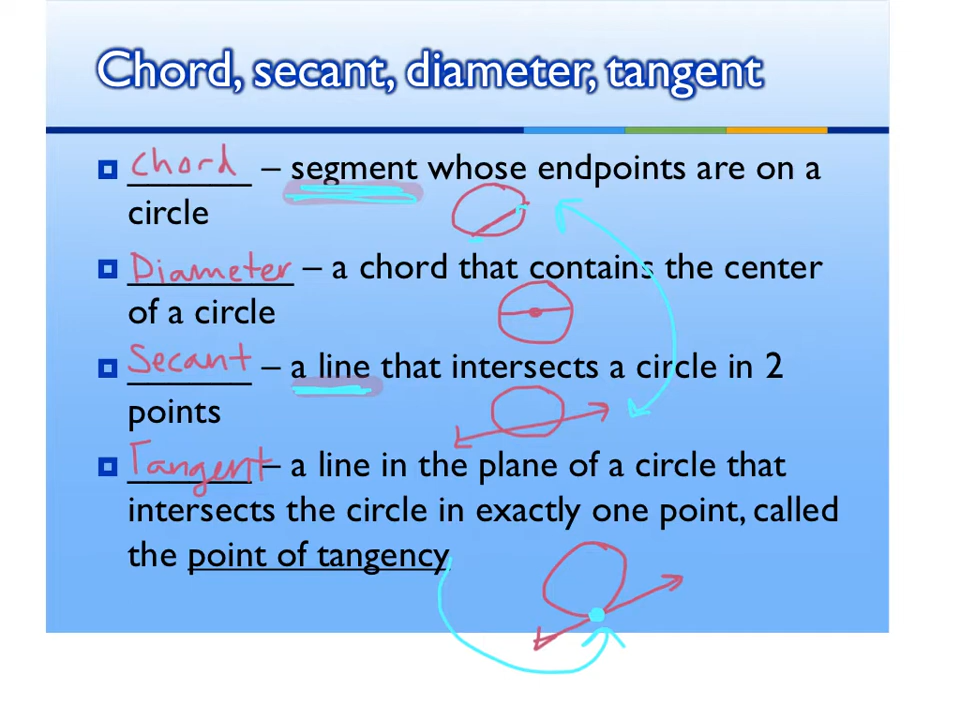 Chord, secant, diameter, tangent
chord – segment whose endpoints are on a
circle
Diameter – a chord that contains the center
of a circle
Secant – a line that intersects a circle in 2
points
Tangent – a line in the plane of a circle that
intersects the circle in exactly one point, called
the point of tangency